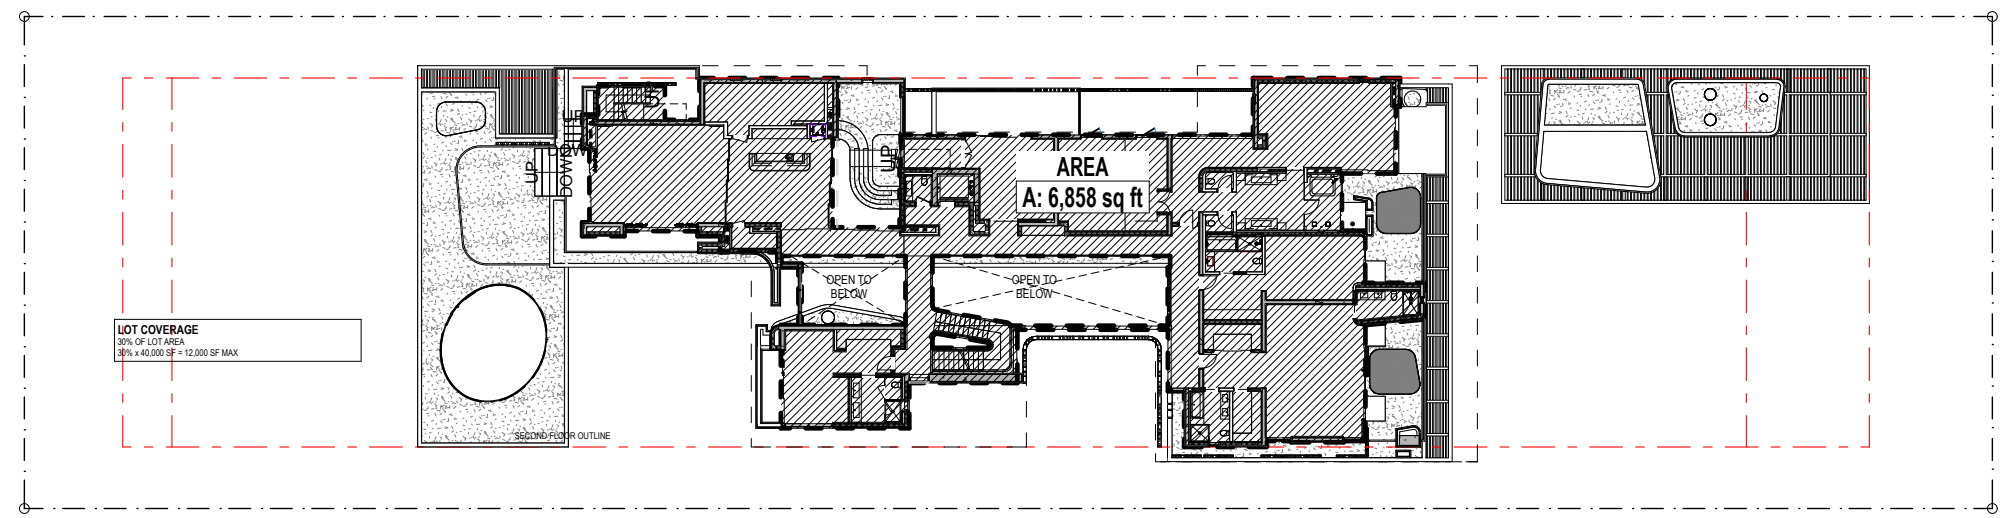 UP
UP
DOWN
UP
DOWN
UP
AREA
A: 6,858 sq ft
OPEN TO
BELOW
OPEN TO
BELOW
LOT COVERAGE
30% OF LOT AREA
30% x 40,000 SF = 12,000 SF MAX
SECOND FLOOR OUTLINE